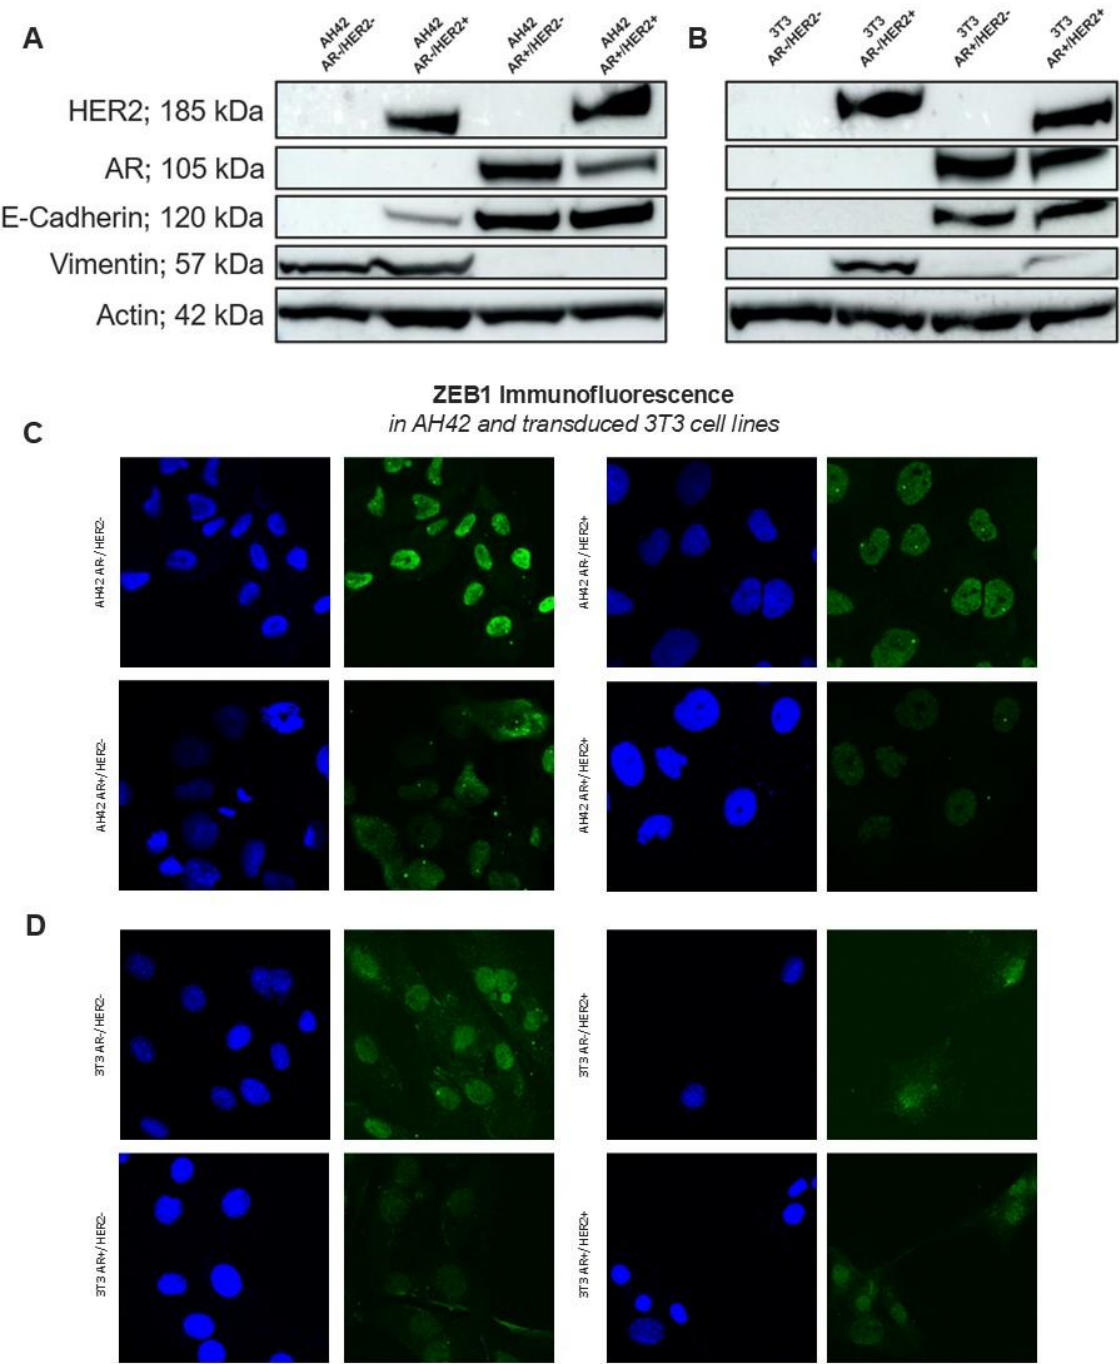 A
AH42
AR-/HER2-
AH42
AR-/HER2+
AH42
AR+/HER2-
AH42
AR+/HER2+
B
3T3
AR-/HER2-
3T3
AR-/HER2+
3T3
AR+/HER2-
3T3
AR+/HER2+
HER2; 185 kDa
AR; 105 kDa
E-Cadherin; 120 kDa
Vimentin; 57 kDa
Actin; 42 kDa
ZEB1 Immunofluorescence
in AH42 and transduced 3T3 cell lines
C
AH42 AR-/HER2-
AH42 AR-/HER2+
AH42 AR+/HER2-
AH42 AR+/HER2+
D
3T3 AR-/HER2-
3T3 AR-/HER2+
3T3 AR+/HER2-
3T3 AR+/HER2+